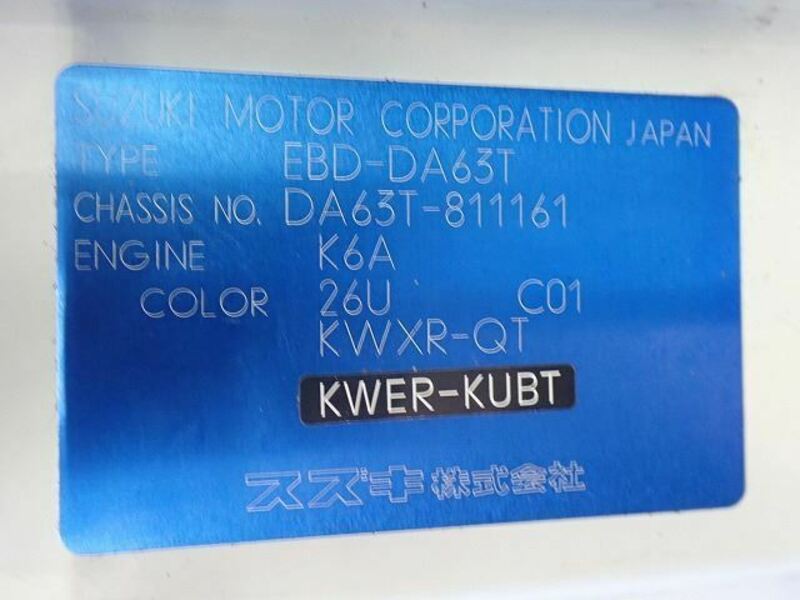 SUZUKI MOTOR CORPORATION JAPAN
TYPE EBD-DA63T
CHASSIS NO. DA63T-811161
ENGINE K6A
COLOR 26U C01
KWXR-QT
KWER-KUBT
スズキ株式会社